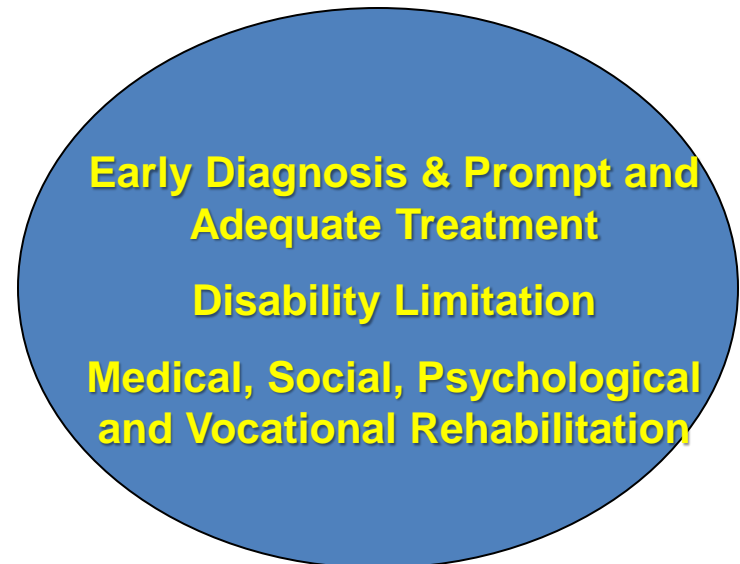 Early Diagnosis & Prompt and
Adequate Treatment
Disability Limitation
Medical, Social, Psychological
and Vocational Rehabilitation